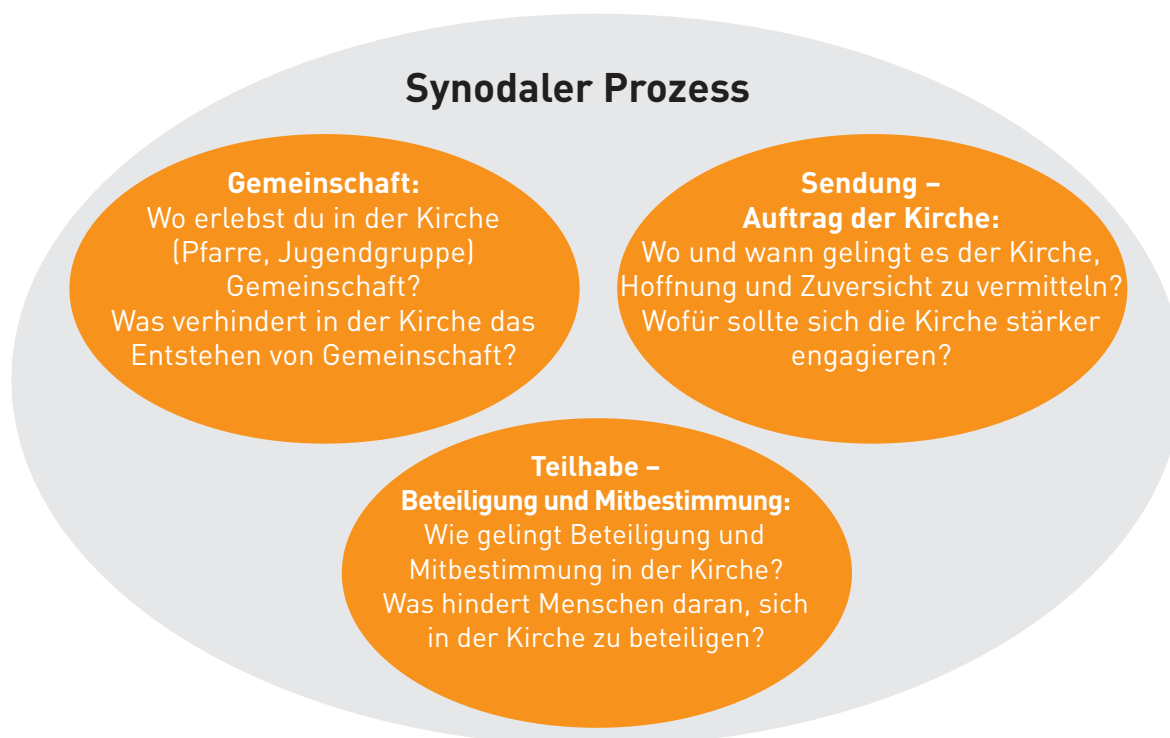 Synodaler Prozess
Gemeinschaft:
Wo erlebst du in der Kirche
(Pfarre, Jugendgruppe)
Gemeinschaft?
Was verhindert in der Kirche das
Entstehen von Gemeinschaft?
Sendung –
Auftrag der Kirche:
Wo und wann gelingt es der Kirche,
Hoffnung und Zuversicht zu vermitteln?
Wofür sollte sich die Kirche stärker
engagieren?
Teilhabe –
Beteiligung und Mitbestimmung:
Wie gelingt Beteiligung und
Mitbestimmung in der Kirche?
Was hindert Menschen daran, sich
in der Kirche zu beteiligen?